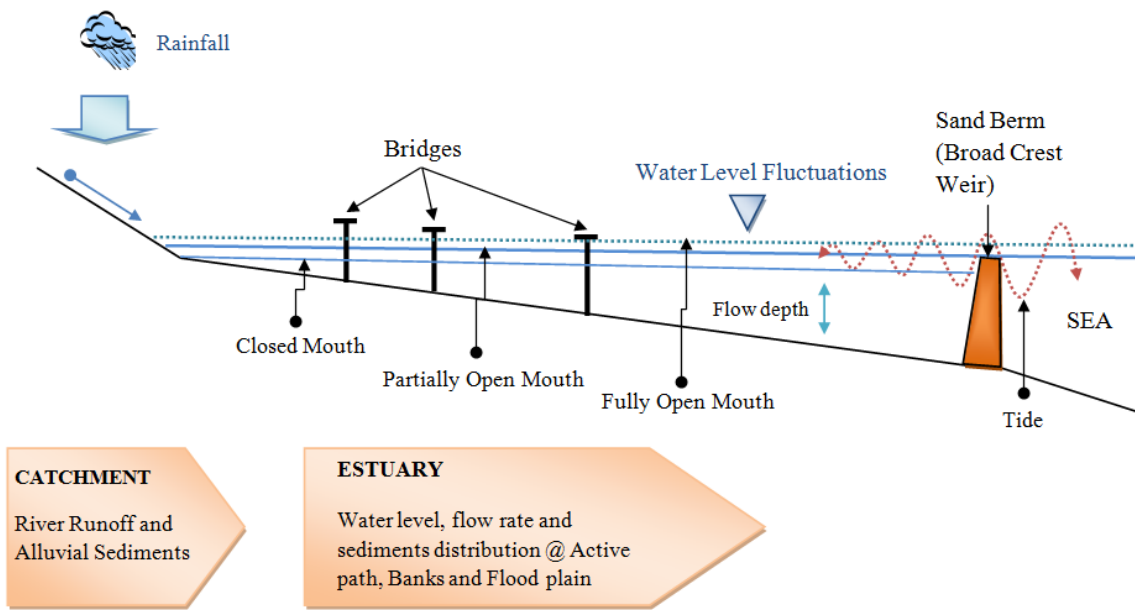 Rainfall
Sand Berm
(Broad Crest
Weir)
Bridges
Water Level Fluctuations
Flow depth
SEA
Closed Mouth
Partially Open Mouth
Fully Open Mouth
Tide
CATCHMENT
River Runoff and
Alluvial Sediments
ESTUARY
Water level, flow rate and
sediments distribution @ Active
path, Banks and Flood plain